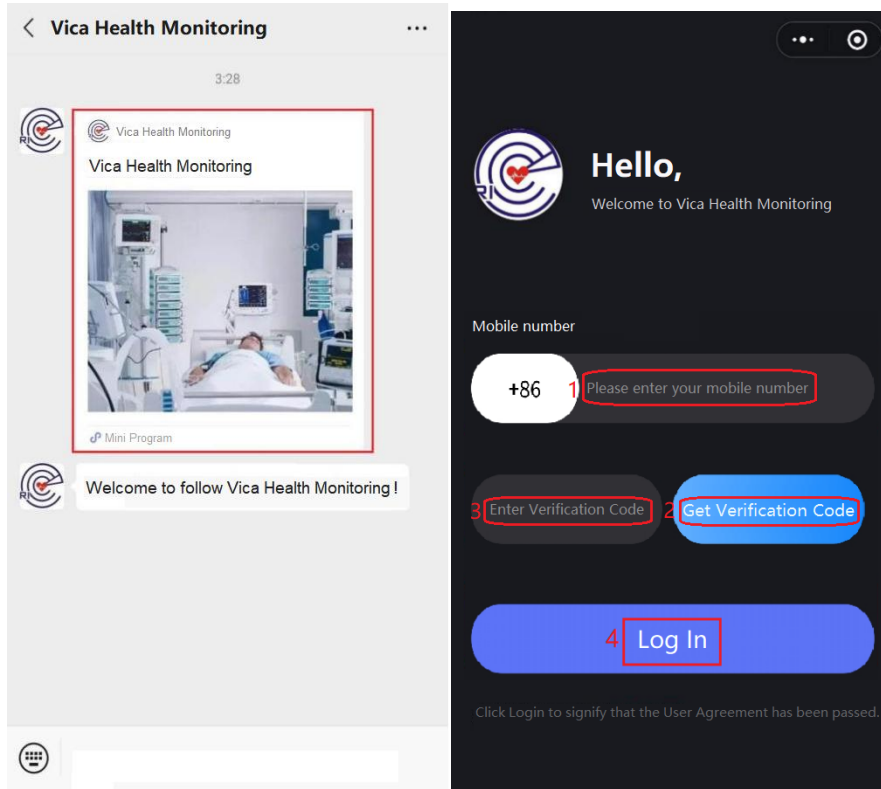 Vica Health Monitoring
3:28
Vica Health Monitoring
Vica Health Monitoring
Mini Program
Welcome to follow Vica Health Monitoring !
Hello,
Welcome to Vica Health Monitoring
Mobile number
+86 1 Please enter your mobile number
3 Enter Verification Code 2 Get Verification Code
4 Log In
Click Login to signify that the User Agreement has been passed.